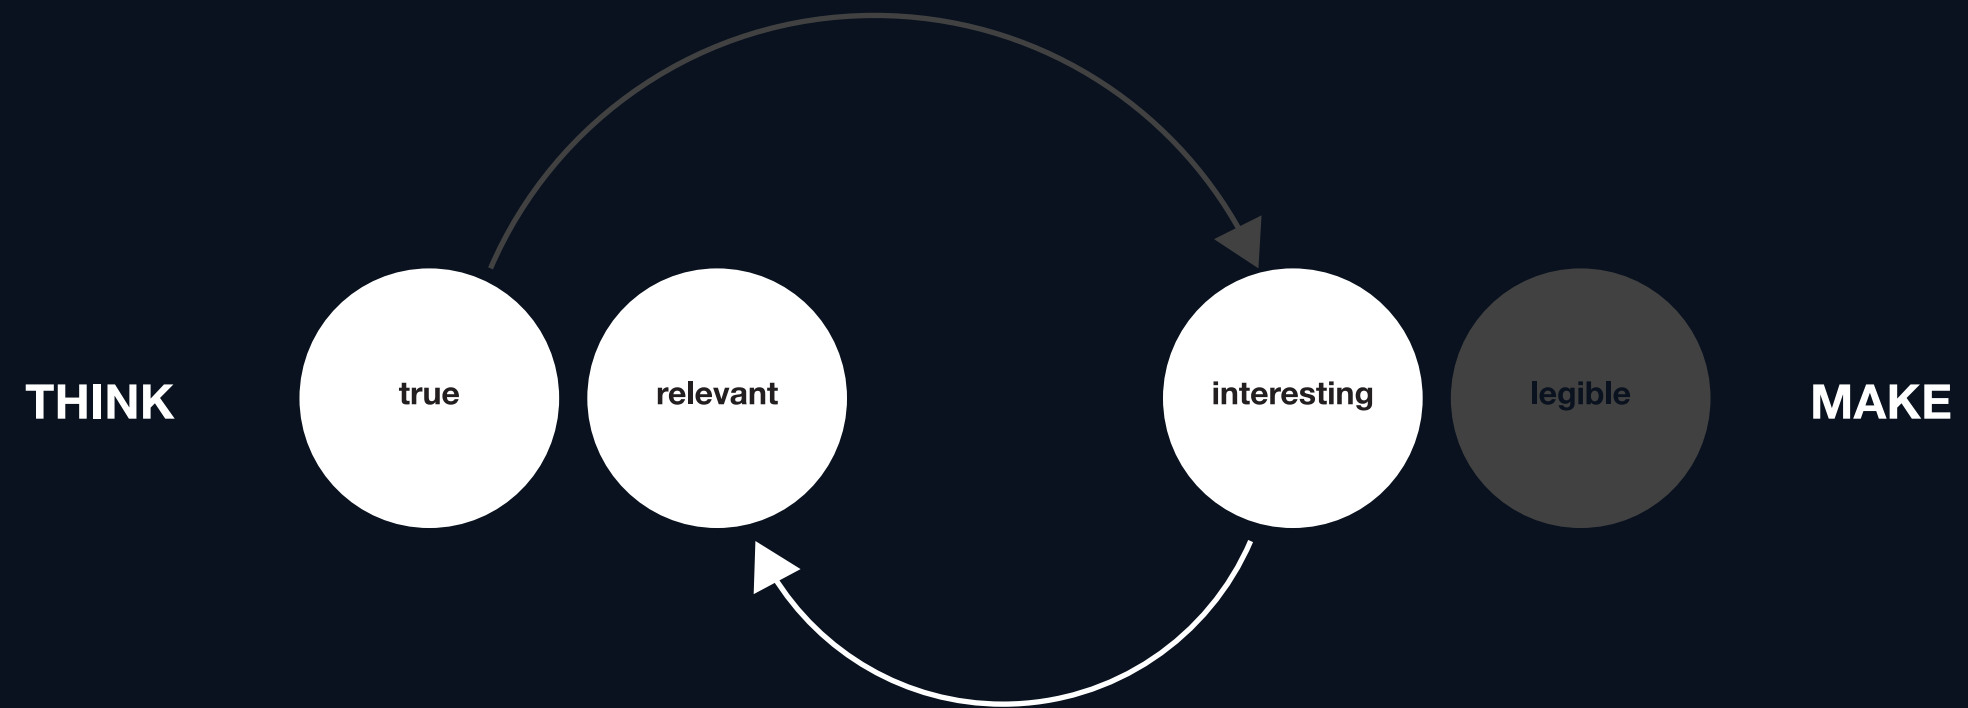 THINK
true
relevant
interesting
legible
MAKE